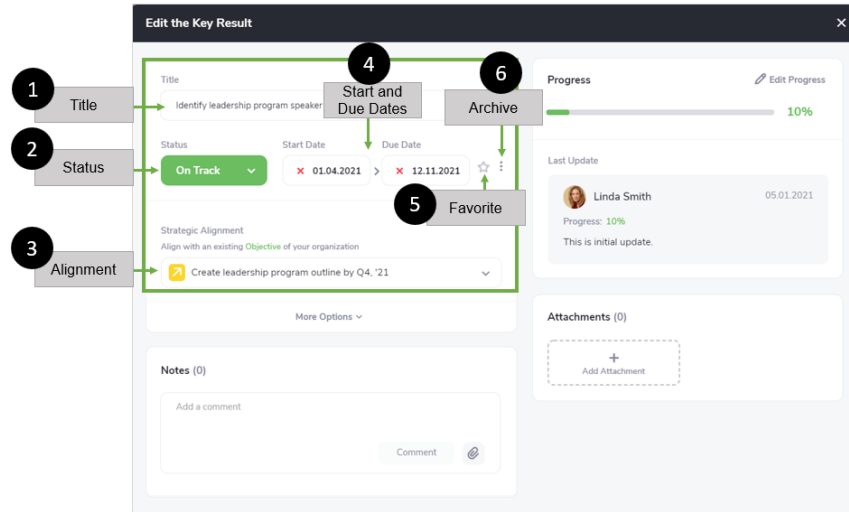 Edit the Key Result
1
Title
2
Status
3
Alignment
4
Start and
Due Dates
5
Favorite
6
Archive
Title
Identify leadership program speaker
Status
Start Date
Due Date
On Track
01.04.2021
12.11.2021
Strategic Alignment
Align with an existing Objective of your organization
Create leadership program outline by Q4, '21
More Options
Notes (0)
Add a comment
Comment
Progress
Edit Progress
10%
Last Update
Linda Smith
05.01.2021
Progress: 10%
This is initial update.
Attachments (0)
Add Attachment